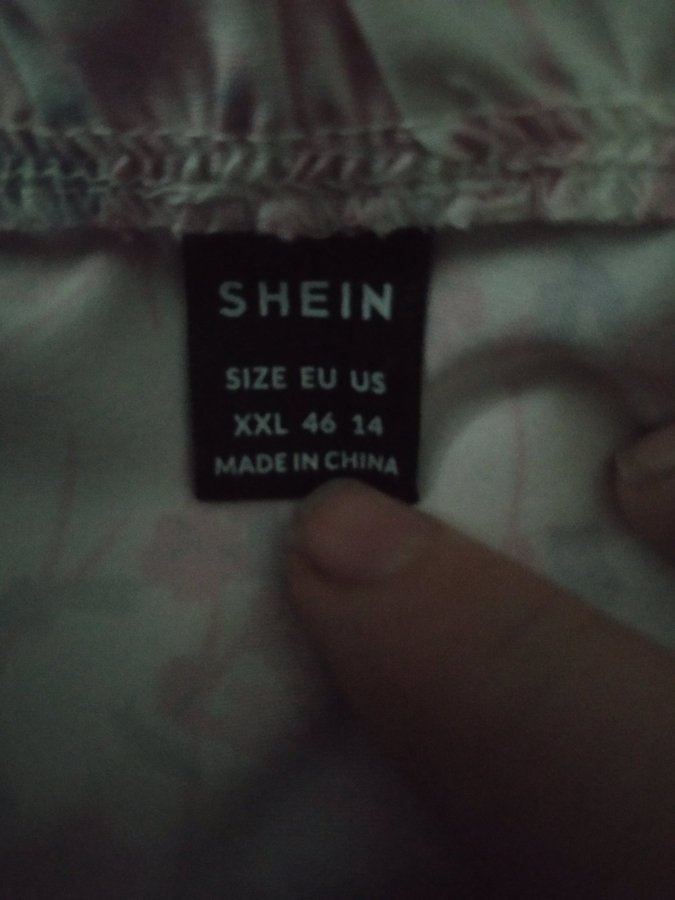 SHEIN
SIZE EU US
XXL 46 14
MADE IN CHINA